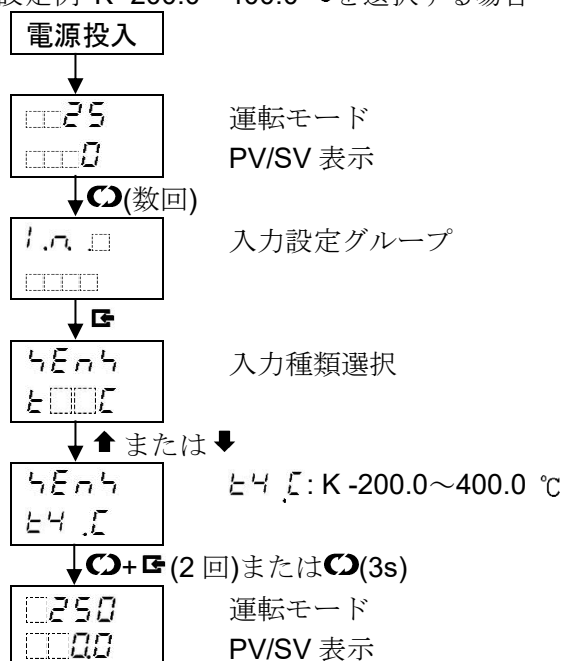 設定例 K -200.0～400.0 ℃を選択する場合
電源投入
25
運転モード
0
PV/SV 表示
(数回)
入力設定グループ
入力種類選択
または
: K -200.0～400.0 ℃
+ (2 回)または (3s)
250
運転モード
0.0
PV/SV 表示